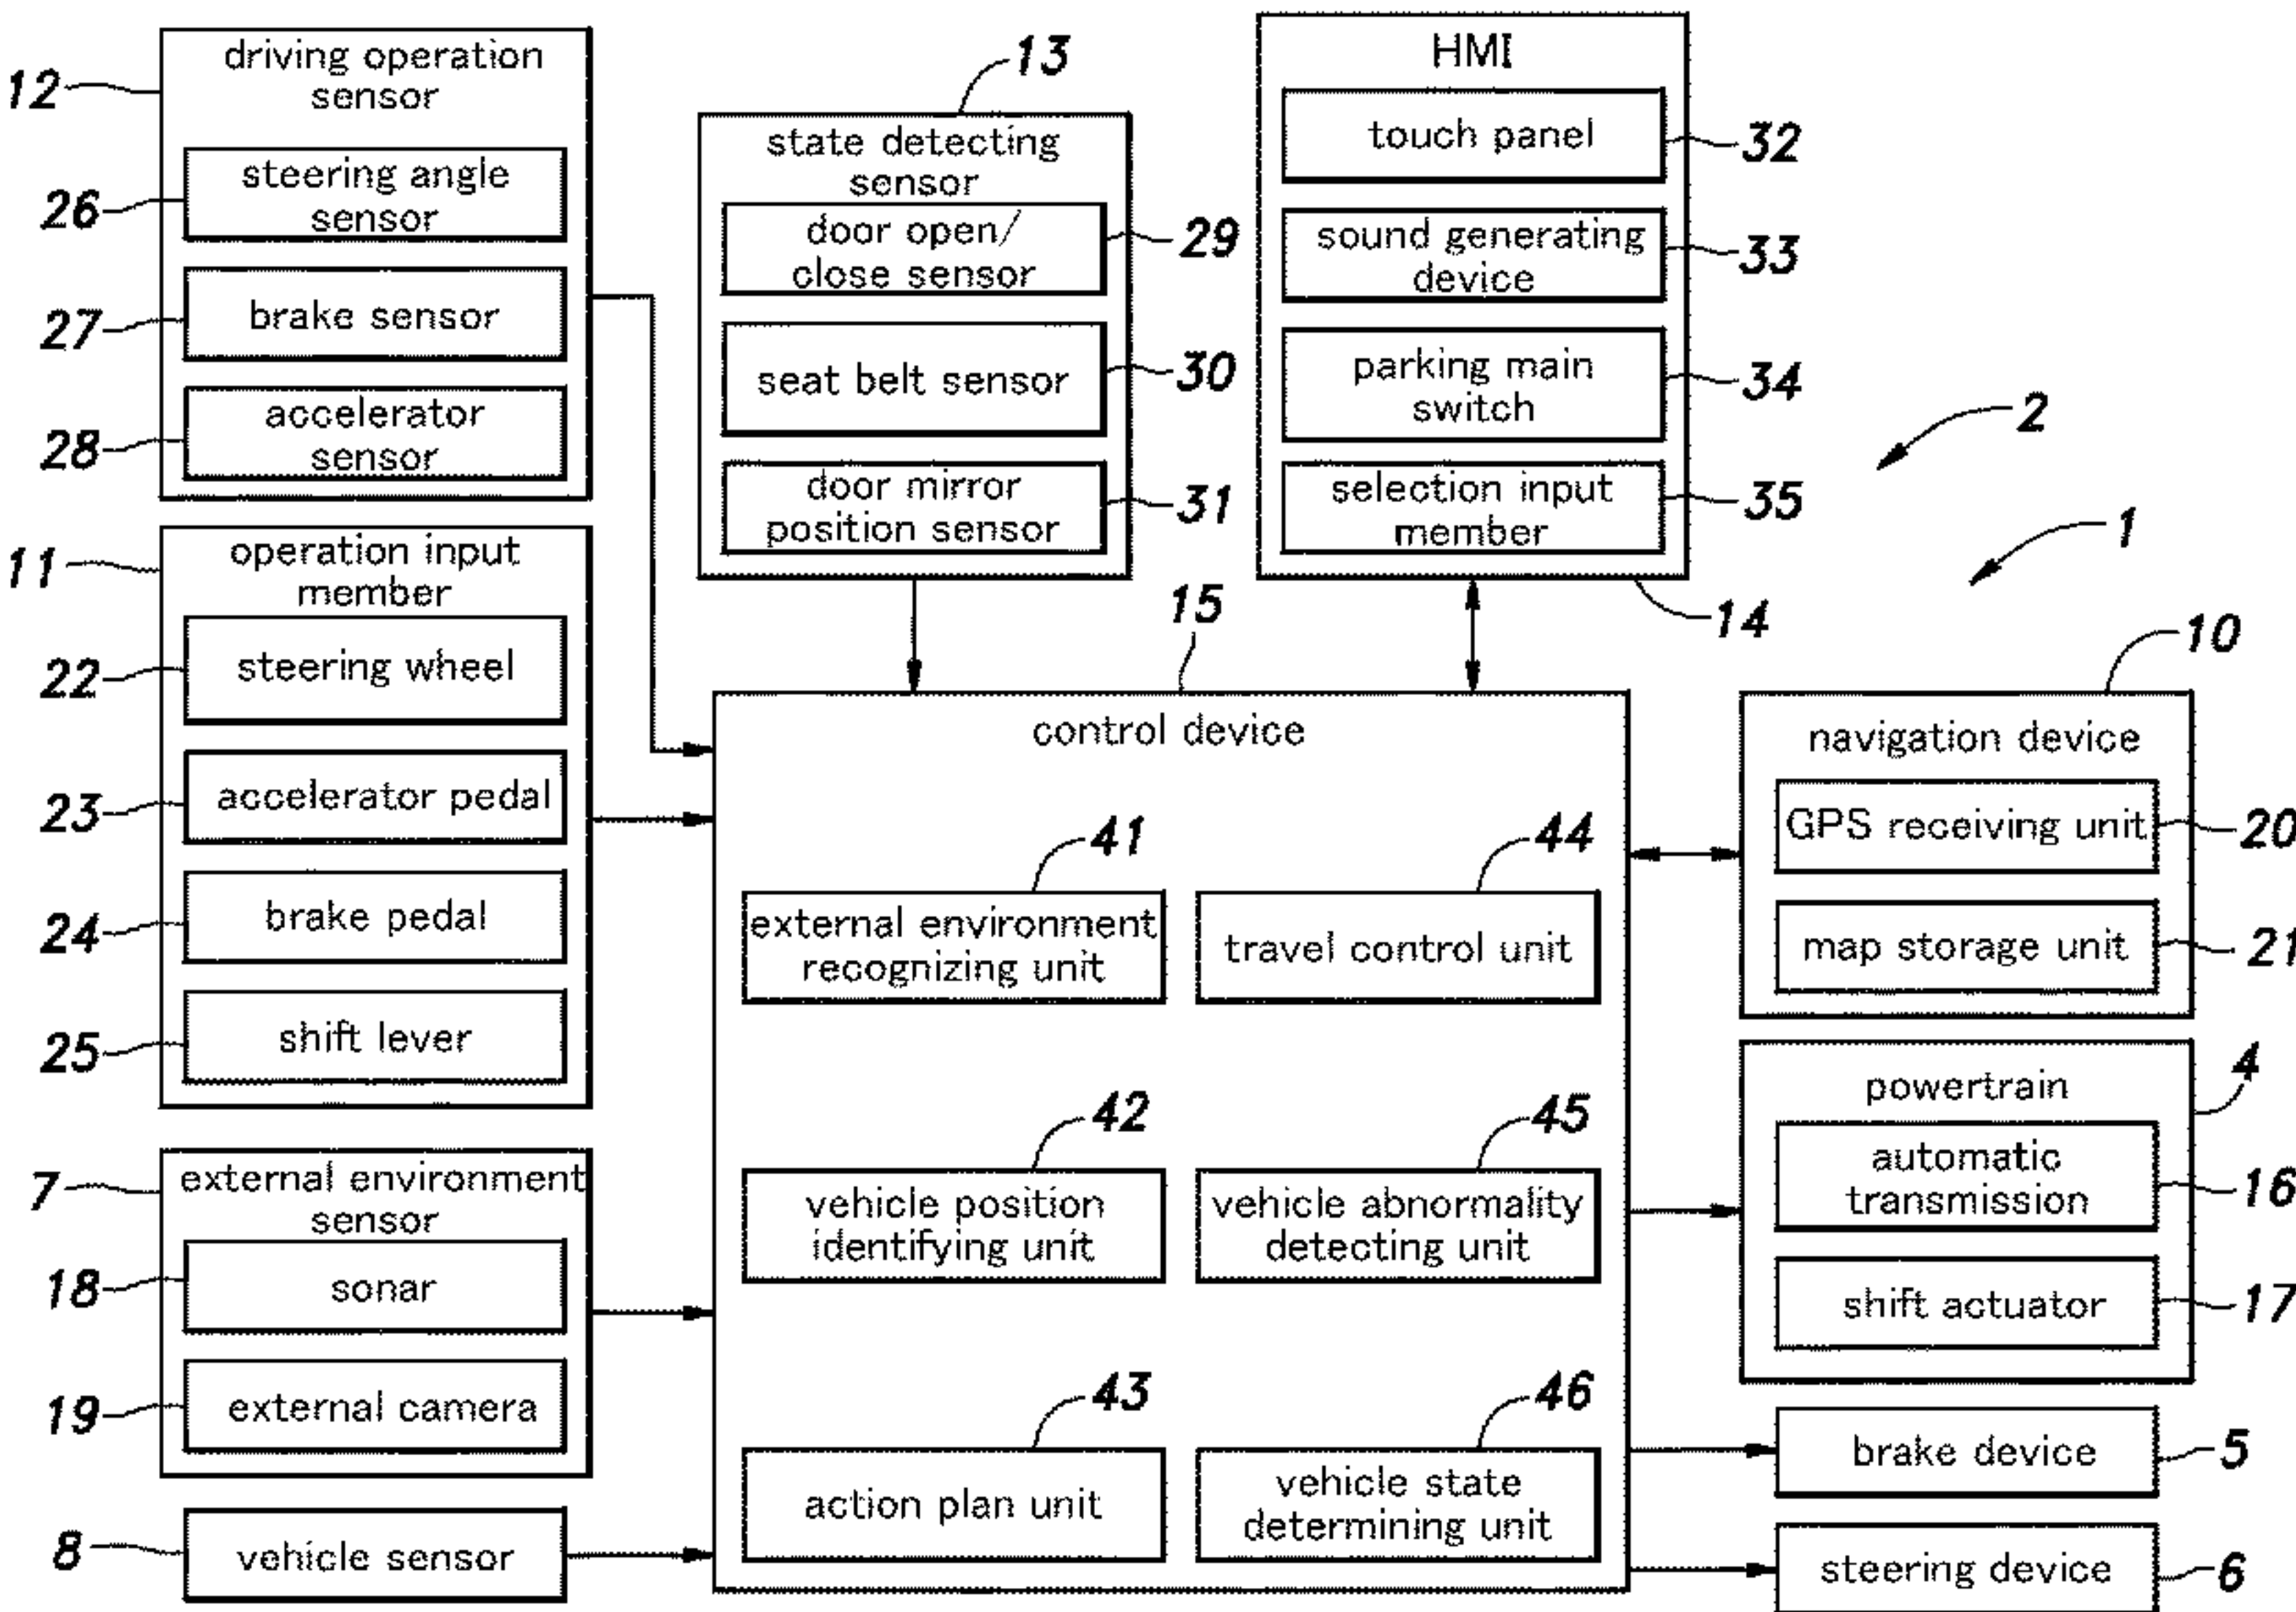 12
driving operation
sensor
26
steering angle
sensor
27
brake sensor
28
accelerator
sensor
11
operation input
member
22
steering wheel
23
accelerator pedal
24
brake pedal
25
shift lever
7
external environment
sensor
18
sonar
19
external camera
8
vehicle sensor
13
state detecting
sensor
door open/
close sensor
29
seat belt sensor
30
door mirror
position sensor
31
HMI
touch panel
32
sound generating
device
33
parking main
switch
34
selection input
member
35
14
2
1
15
control device
41
external environment
recognizing unit
44
travel control unit
42
vehicle position
identifying unit
45
vehicle abnormality
detecting unit
43
action plan unit
46
vehicle state
determining unit
10
navigation device
GPS receiving unit
20
map storage unit
21
4
powertrain
automatic
transmission
16
shift actuator
17
brake device
5
steering device
6